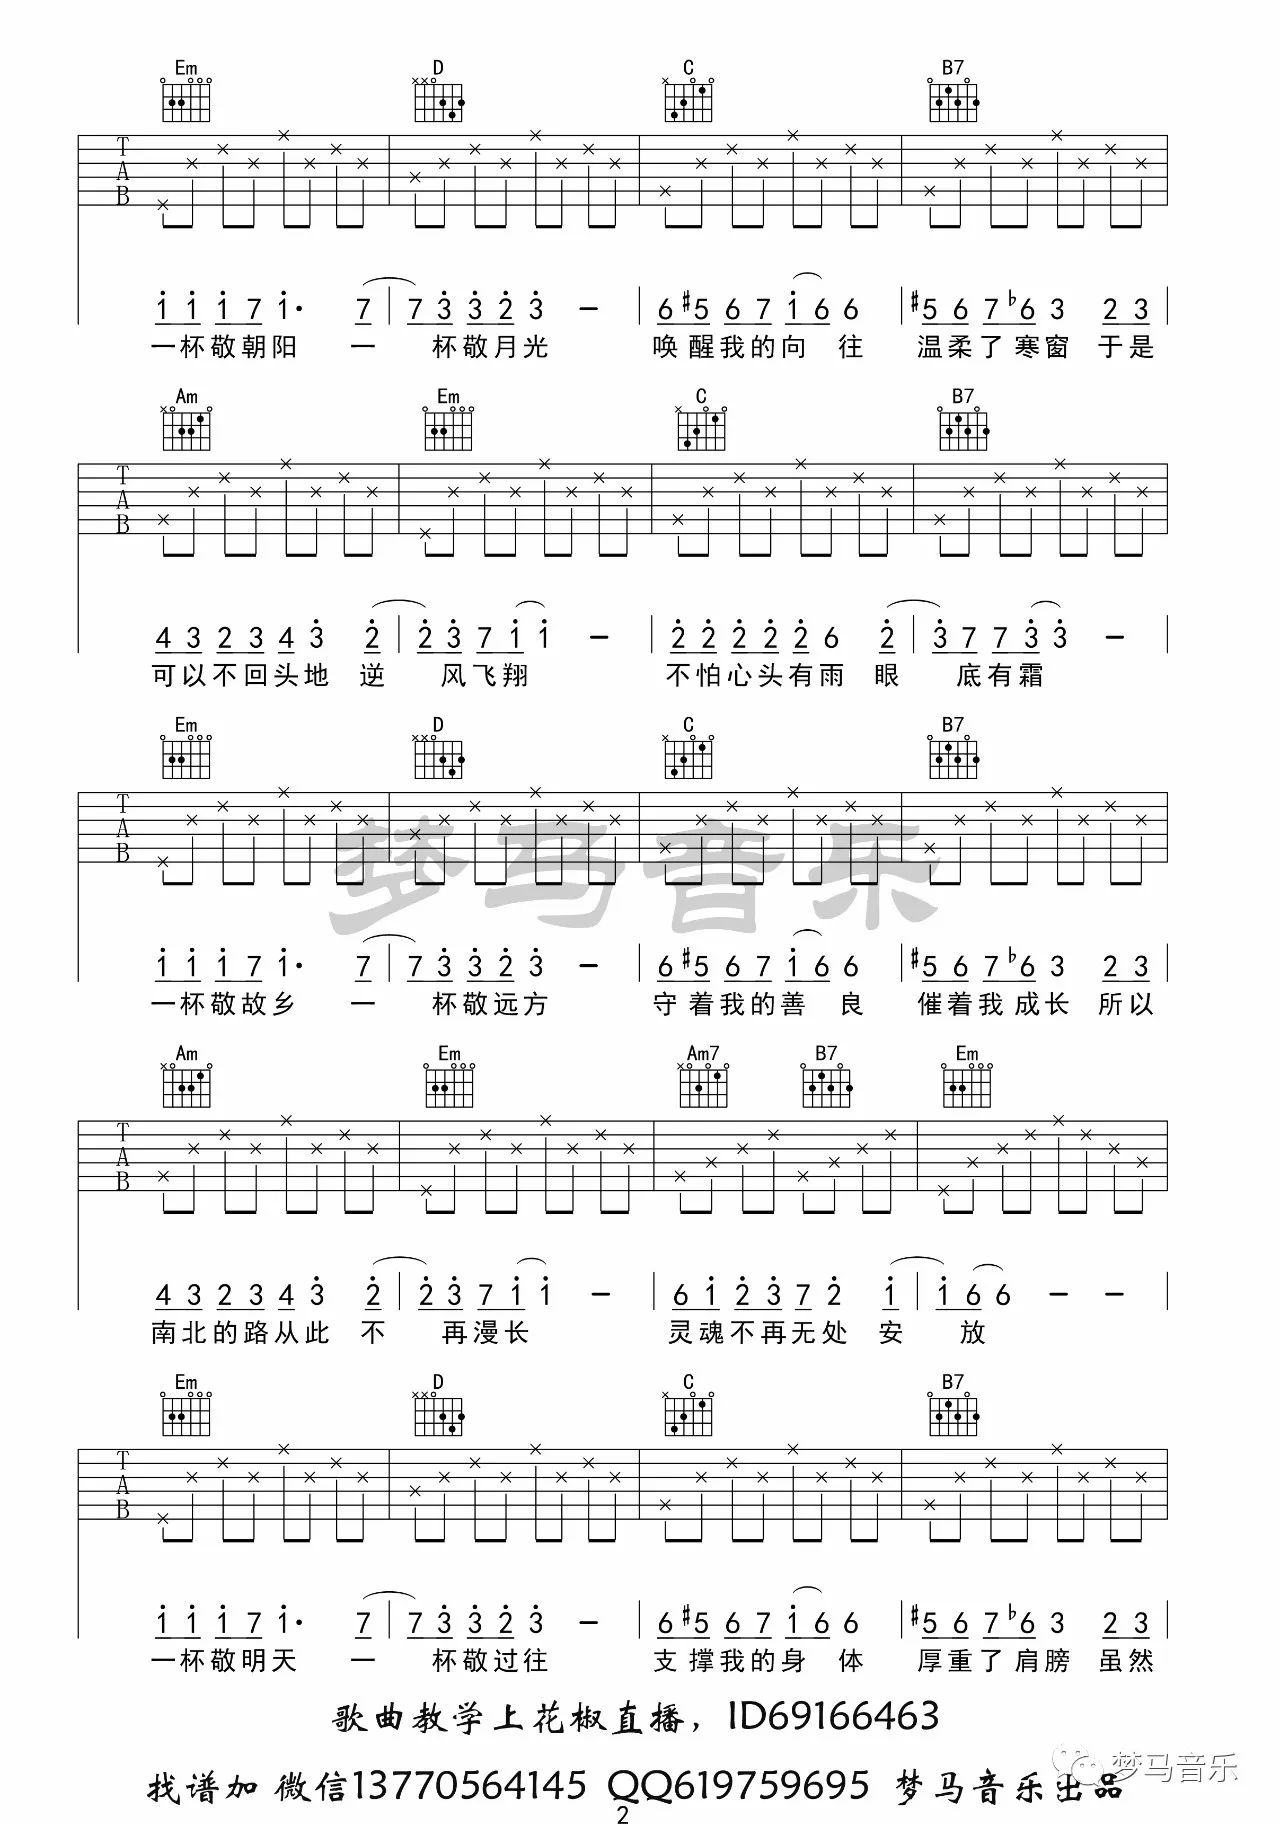 Em D C B7
T
A
B
1 1 1 7 1· 7 7 3 3 2 3 – 6 #5 6 7 1 6 6 #5 6 7 b6 3 2 3
一杯敬朝阳 一 杯敬月光 唤醒我的向 往 温柔了寒窗 于是
Am Em C B7
T
A
B
4 3 2 3 4 3 2 2 3 7 1 1 – 2 2 2 2 2 6 2 3 7 7 3 3 –
可以不回头地 逆 风飞翔 不怕心头有雨 眼 底有霜
Em D C B7
T
A
B
1 1 1 7 1· 7 7 3 3 2 3 – 6 #5 6 7 1 6 6 #5 6 7 b6 3 2 3
一杯敬故乡 一 杯敬远方 守着我的善 良 催着我成长 所以
Am Em Am7 B7 Em
T
A
B
4 3 2 3 4 3 2 2 3 7 1 1 – 6 1 2 3 7 2 1 1 6 6 – –
南北的路从此 不 再漫长 灵魂不再无处 安 放
Em D C B7
T
A
B
1 1 1 7 1· 7 7 3 3 2 3 – 6 #5 6 7 1 6 6 #5 6 7 b6 3 2 3
一杯敬明天 一 杯敬过往 支撑我的身 体 厚重了肩膀 虽然
梦马音乐
歌曲教学上花椒直播，ID69166463
找谱加 微信13770564145 QQ619759695 梦马音乐出品
梦马音乐
2